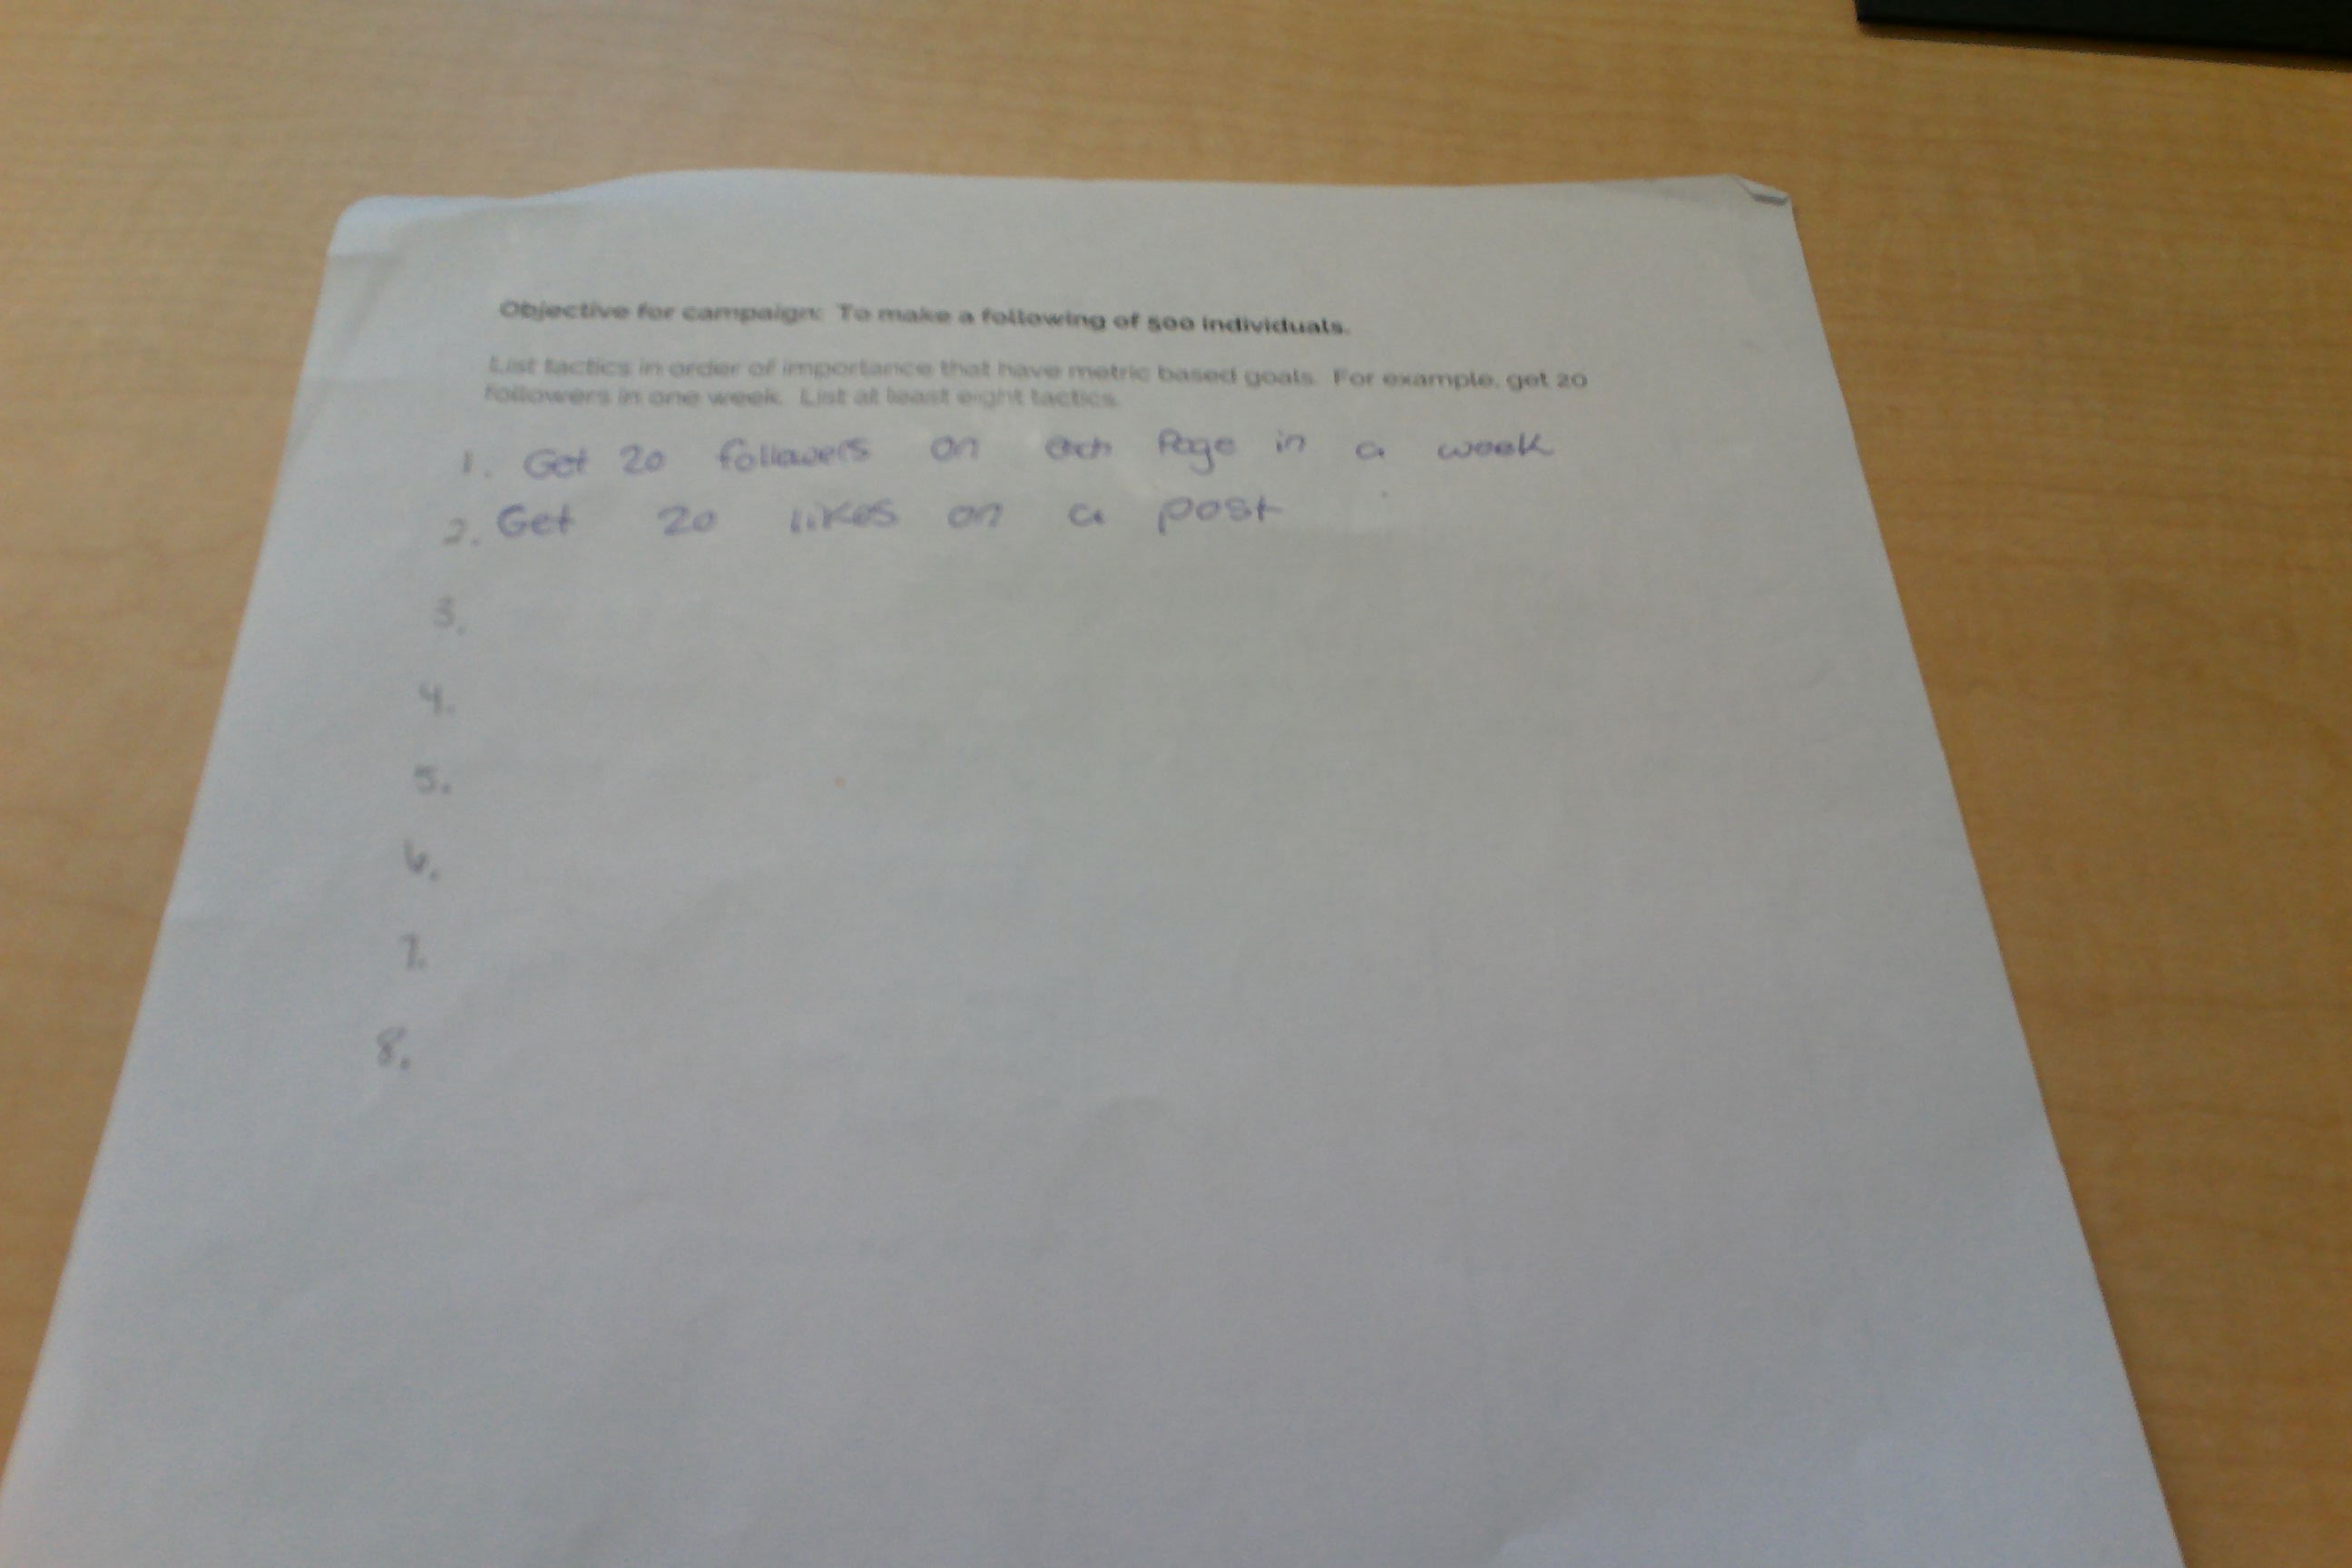 Objective for campaign: To make a following of 500 individuals.
List tactics in order of importance that have metric based goals. For example, get 20
followers in one week. List at least eight tactics.
1. Get 20 followers on each Page in a week
2. Get 20 likes on a post
3.
4.
5.
6.
7.
8.